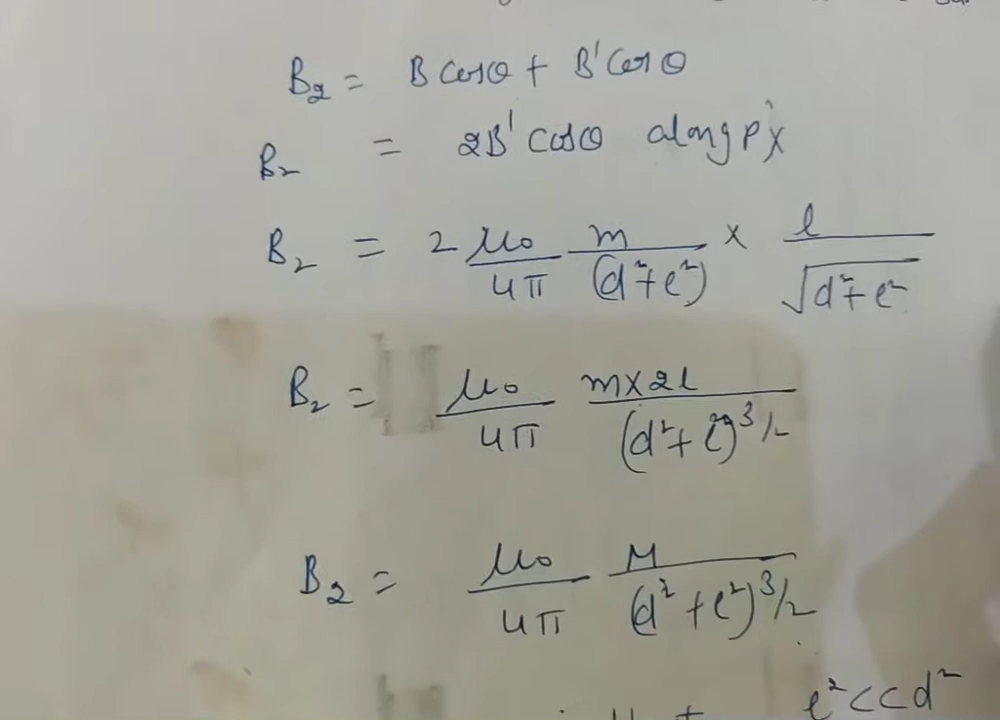 B₂ = B cosθ + B' cosθ
B₂ = 2B' cosθ along PX
B₂ = 2 μ₀/4π m/(d²+l²) × l/√(d²+l²)
B₂ = μ₀/4π m×2l/(d²+l²)^3/2
B₂ = μ₀/4π M/(d²+l²)^3/2
l²<<d²